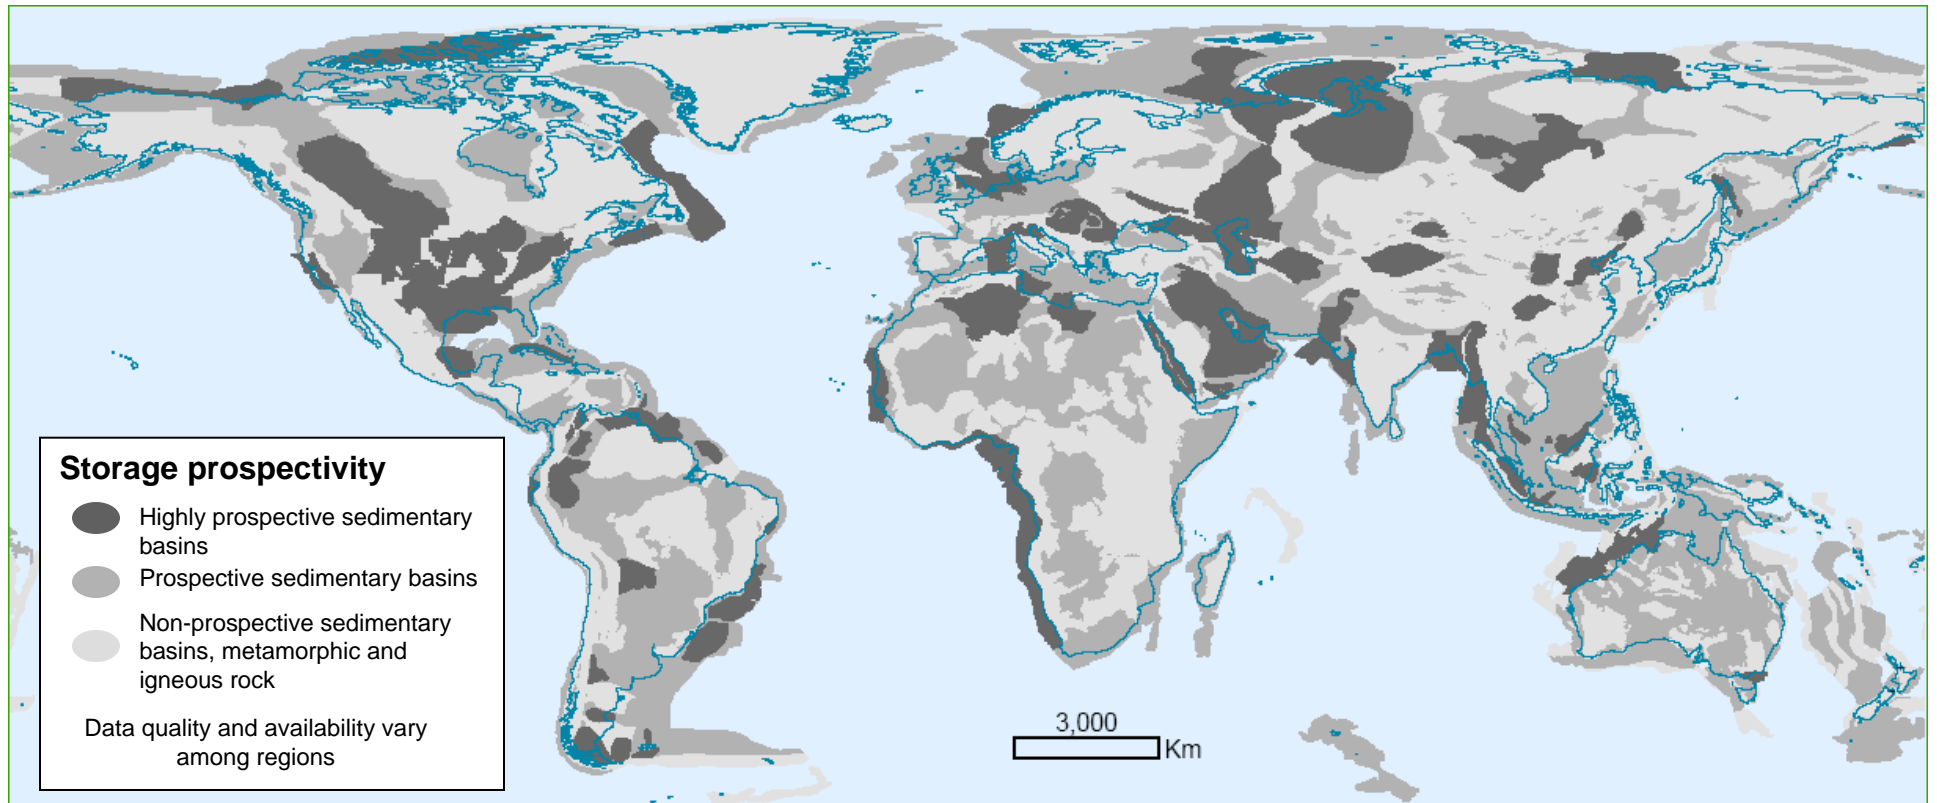 Storage prospectivity
Highly prospective sedimentary
basins
Prospective sedimentary basins
Non-prospective sedimentary
basins, metamorphic and
igneous rock
Data quality and availability vary
among regions
3,000
Km